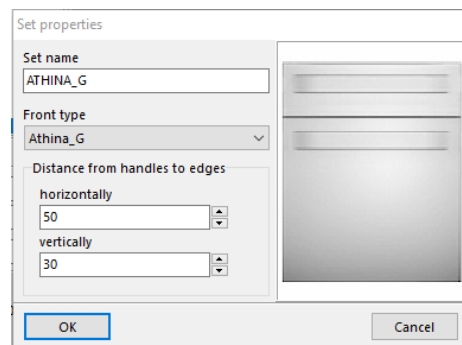 Set properties
Set name
ATHINA_G
Front type
Athina_G
Distance from handles to edges
horizontally
50
vertically
30
OK
Cancel